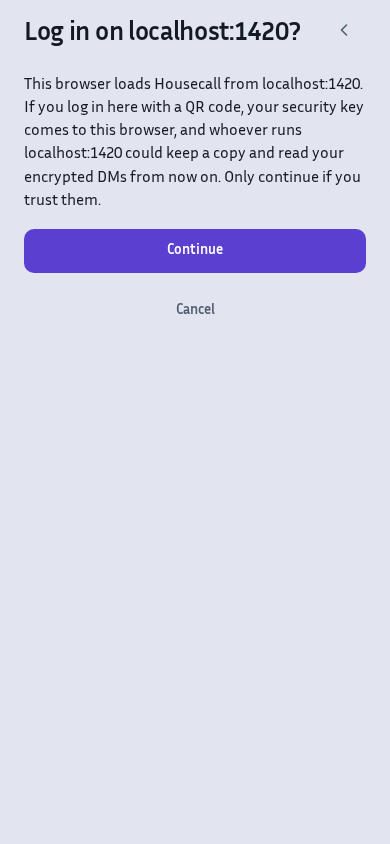 Log in on localhost:1420?
This browser loads Housecall from localhost:1420.
If you log in here with a QR code, your security key
comes to this browser, and whoever runs
localhost:1420 could keep a copy and read your
encrypted DMs from now on. Only continue if you
trust them.
Continue
Cancel